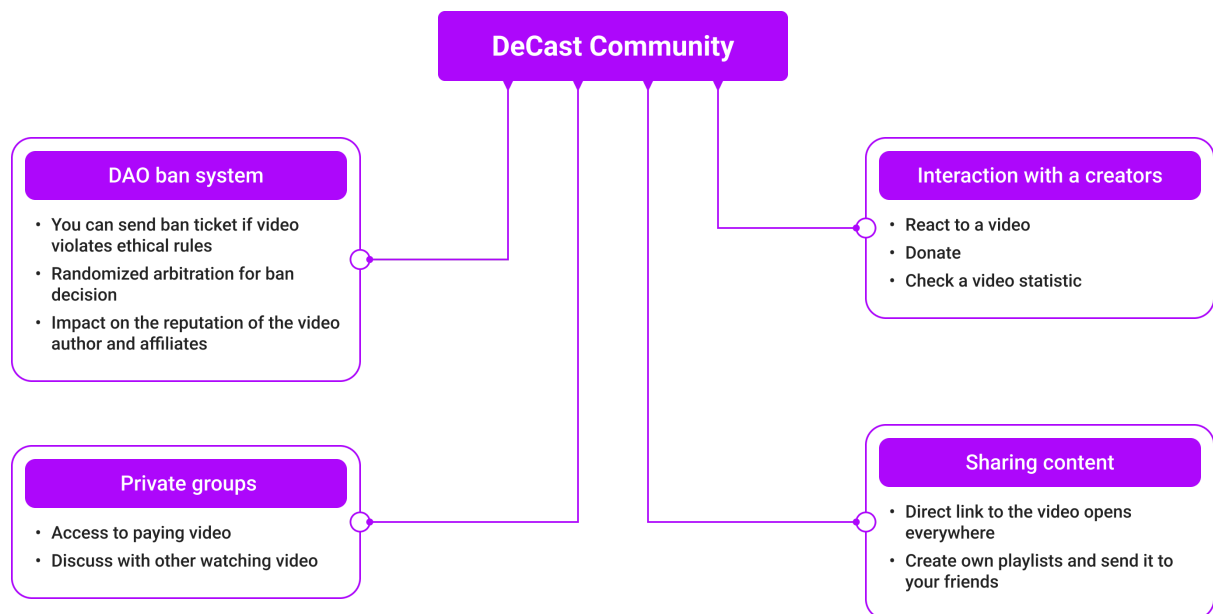 DeCast Community
DAO ban system
• You can send ban ticket if video
violates ethical rules
• Randomized arbitration for ban
decision
• Impact on the reputation of the video
author and affiliates
Interaction with a creators
• React to a video
• Donate
• Check a video statistic
Private groups
• Access to paying video
• Discuss with other watching video
Sharing content
• Direct link to the video opens
everywhere
• Create own playlists and send it to
your friends